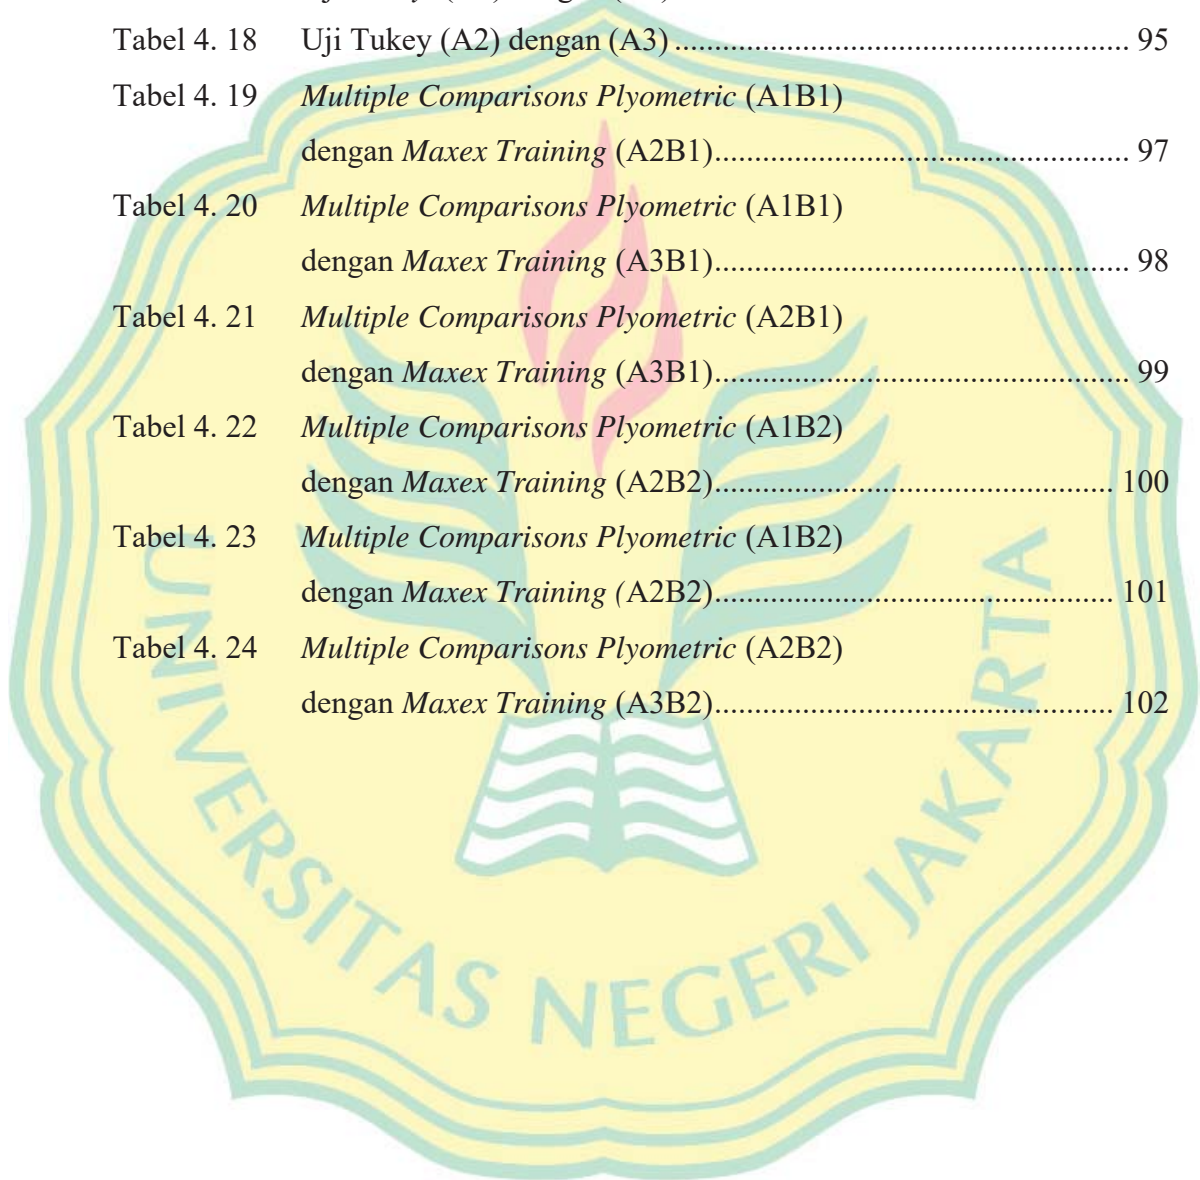 Tabel 4. 18 Uji Tukey (A2) dengan (A3) ........................................................ 95
Tabel 4. 19 Multiple Comparisons Plyometric (A1B1)
dengan Maxex Training (A2B1)................................................... 97
Tabel 4. 20 Multiple Comparisons Plyometric (A1B1)
dengan Maxex Training (A3B1)................................................... 98
Tabel 4. 21 Multiple Comparisons Plyometric (A2B1)
dengan Maxex Training (A3B1)................................................... 99
Tabel 4. 22 Multiple Comparisons Plyometric (A1B2)
dengan Maxex Training (A2B2)................................................. 100
Tabel 4. 23 Multiple Comparisons Plyometric (A1B2)
dengan Maxex Training (A2B2)................................................. 101
Tabel 4. 24 Multiple Comparisons Plyometric (A2B2)
dengan Maxex Training (A3B2)................................................. 102
UNIVERSITAS NEGERI JAKARTA